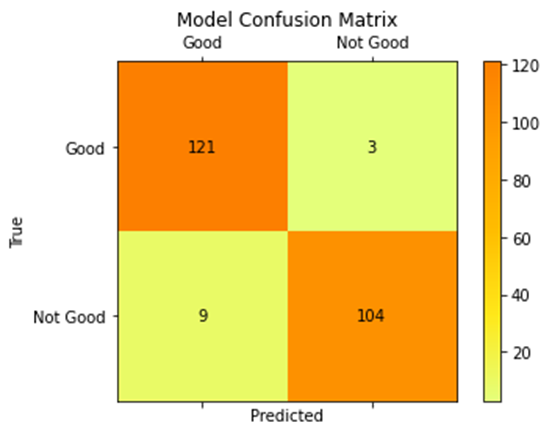 Model Confusion Matrix
Good Not Good
True
Good 121 3
Not Good 9 104
Predicted
120
100
80
60
40
20